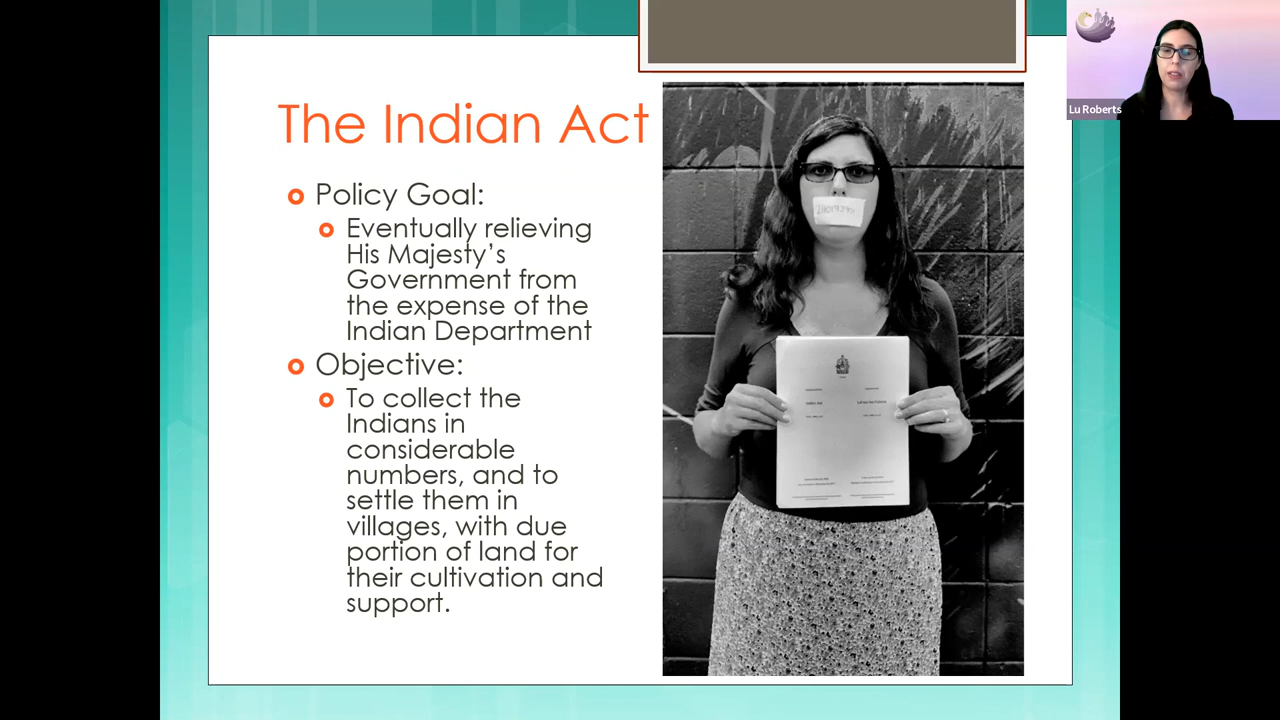 The Indian Act
Policy Goal:
Eventually relieving
His Majesty’s
Government from
the expense of the
Indian Department
Objective:
To collect the
Indians in
considerable
numbers, and to
settle them in
villages, with due
portion of land for
their cultivation and
support.
Lu Roberts